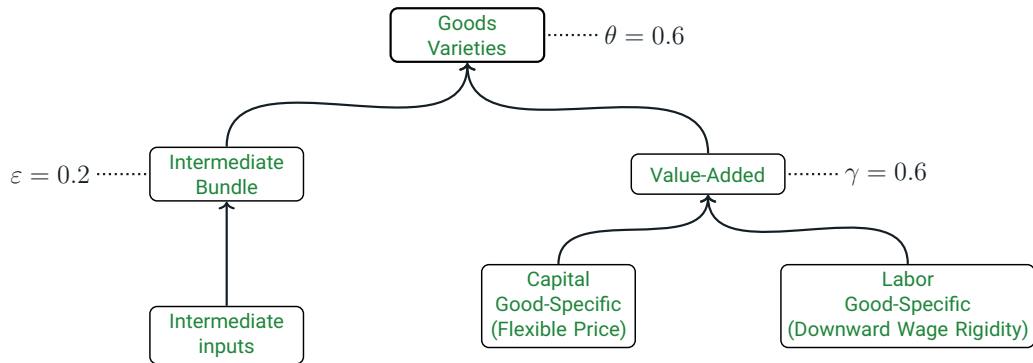 Goods
Varieties
θ = 0.6
Intermediate
Bundle
ε = 0.2
Value-Added
γ = 0.6
Intermediate
inputs
Capital
Good-Specific
(Flexible Price)
Labor
Good-Specific
(Downward Wage Rigidity)